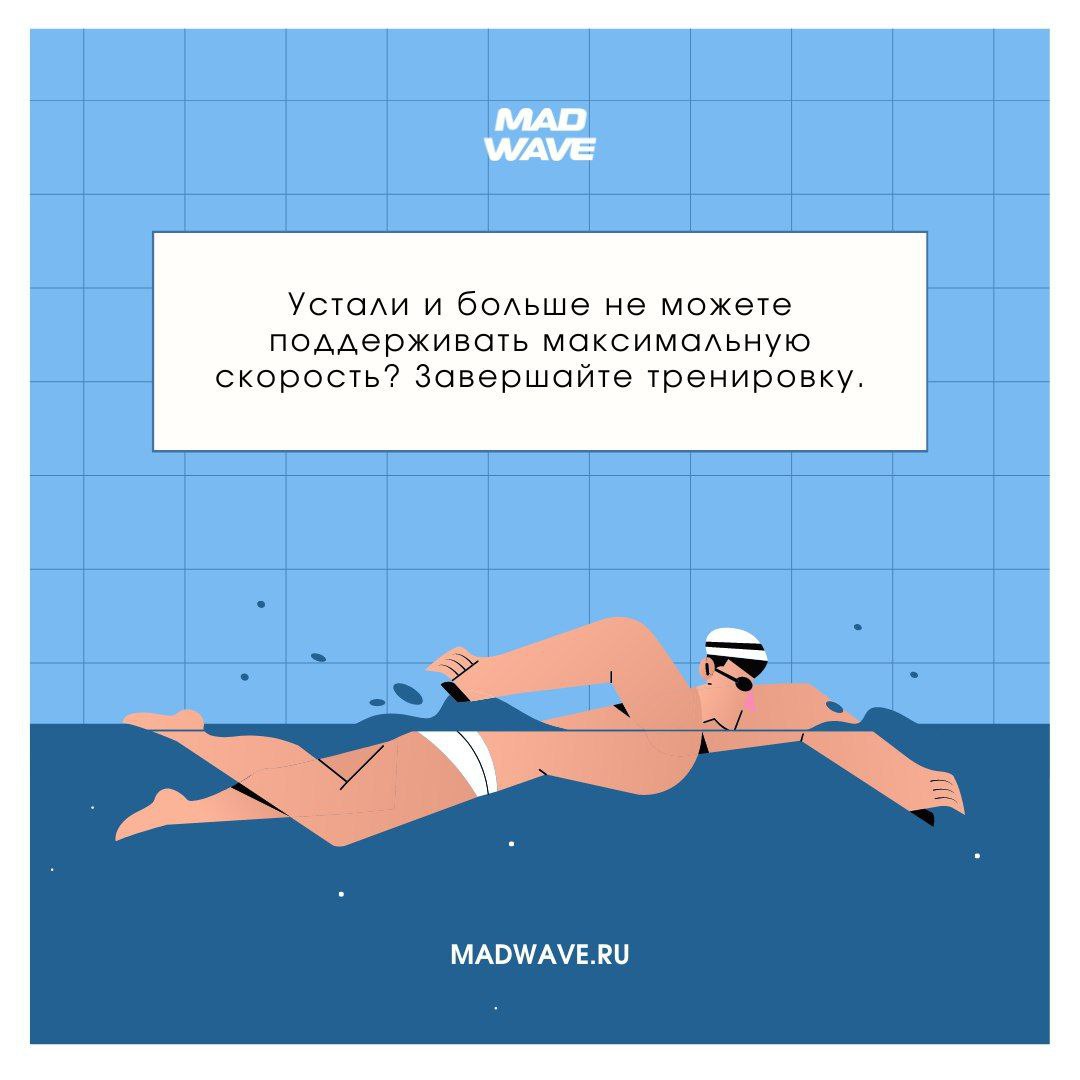 MAD
WAVE
Устали и больше не можете
поддерживать максимальную
скорость? Завершайте тренировку.
MADWAVE.RU